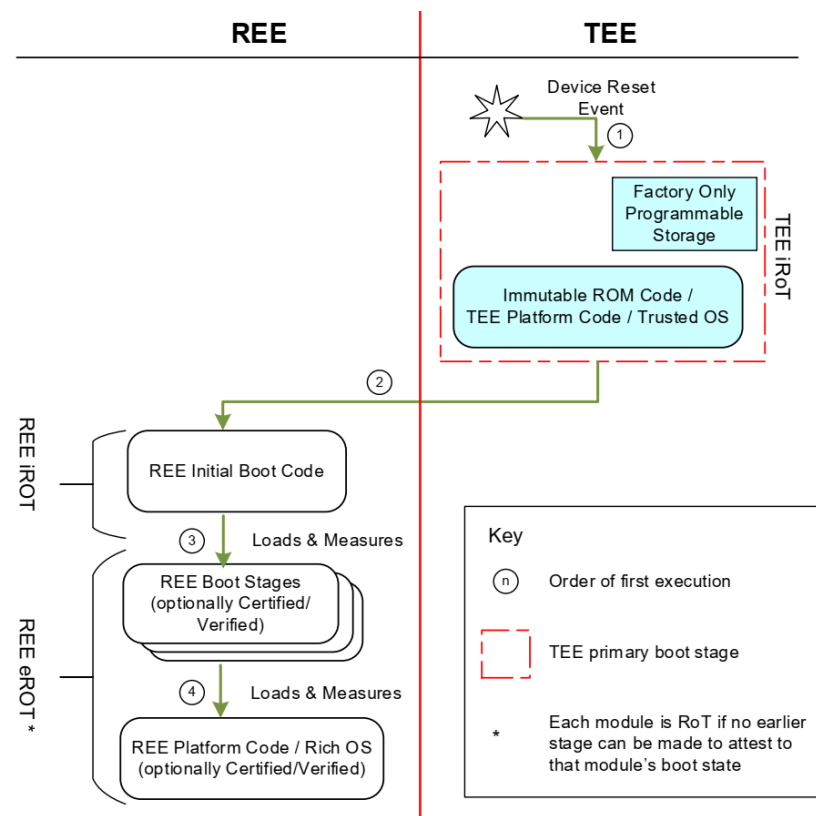 REE
TEE
Device Reset
Event
1
Factory Only
Programmable
Storage
TEE iRoT
Immutable ROM Code /
TEE Platform Code / Trusted OS
2
REE iROT
REE Initial Boot Code
3
Loads & Measures
REE Boot Stages
(optionally Certified/
Verified)
REE eROT *
4
Loads & Measures
REE Platform Code / Rich OS
(optionally Certified/Verified)
Key
n
Order of first execution
TEE primary boot stage
*
Each module is RoT if no earlier
stage can be made to attest to
that module's boot state